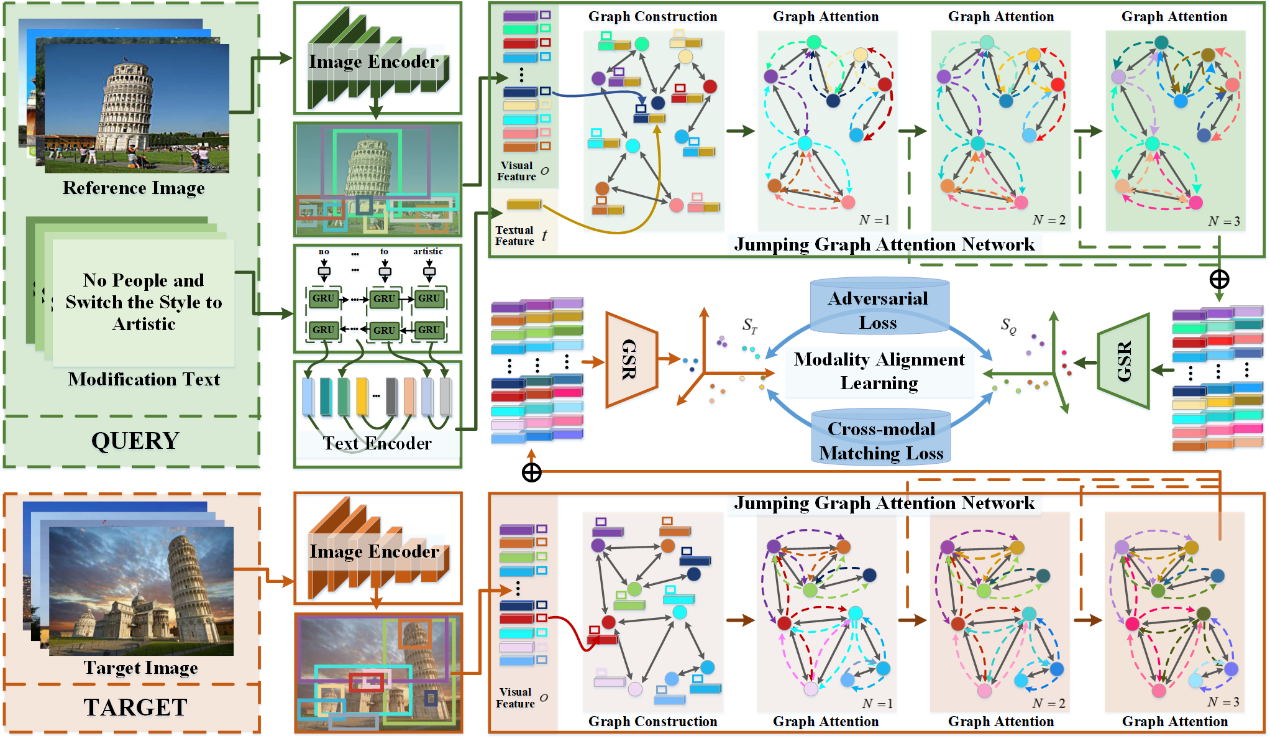 Reference Image
No People and
Switch the Style to
Artistic
Modification Text
QUERY
Image Encoder
no
...
to
artistic
...
GRU
...
GRU
GRU
GRU
...
GRU
GRU
...
Text Encoder
Visual
Feature o
Textual
Feature t
Graph Construction
Graph Attention
Graph Attention
Graph Attention
N = 1
N = 2
N = 3
Jumping Graph Attention Network
GSR
S_T
Adversarial
Loss
Modality Alignment
Learning
Cross-modal
Matching Loss
S_Q
GSR
Target Image
TARGET
Image Encoder
Jumping Graph Attention Network
Visual
Feature o
N = 1
N = 2
N = 3
Graph Construction
Graph Attention
Graph Attention
Graph Attention